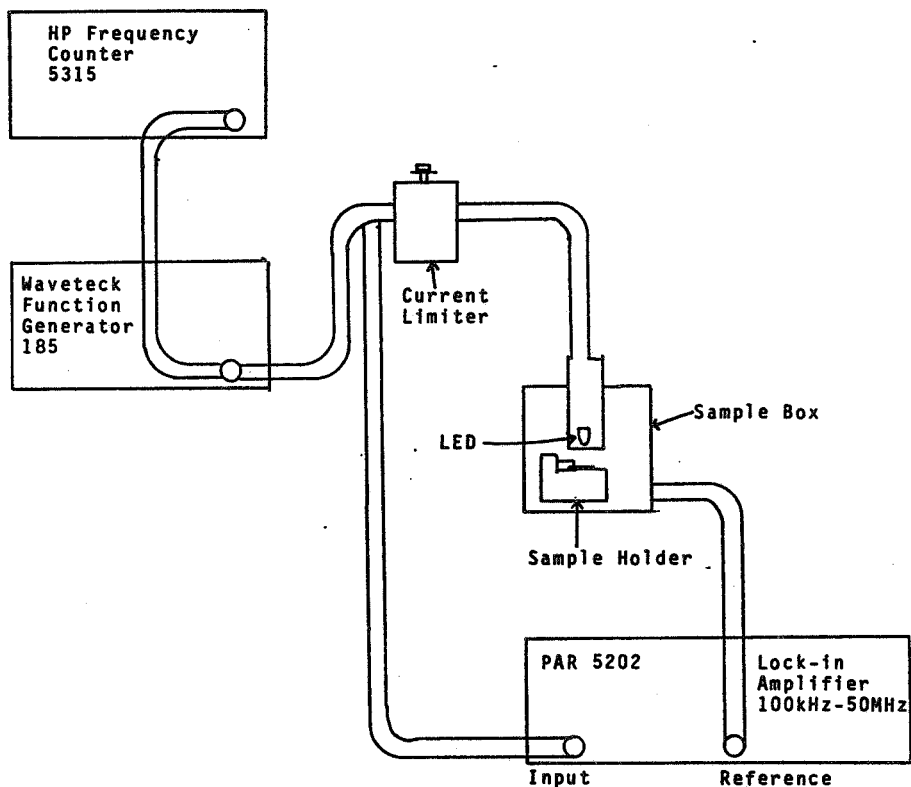 HP Frequency
Counter
5315
Waveteck
Function
Generator
185
Current
Limiter
LED
Sample Box
Sample Holder
PAR 5202
Lock-in
Amplifier
100kHz-50MHz
Input
Reference